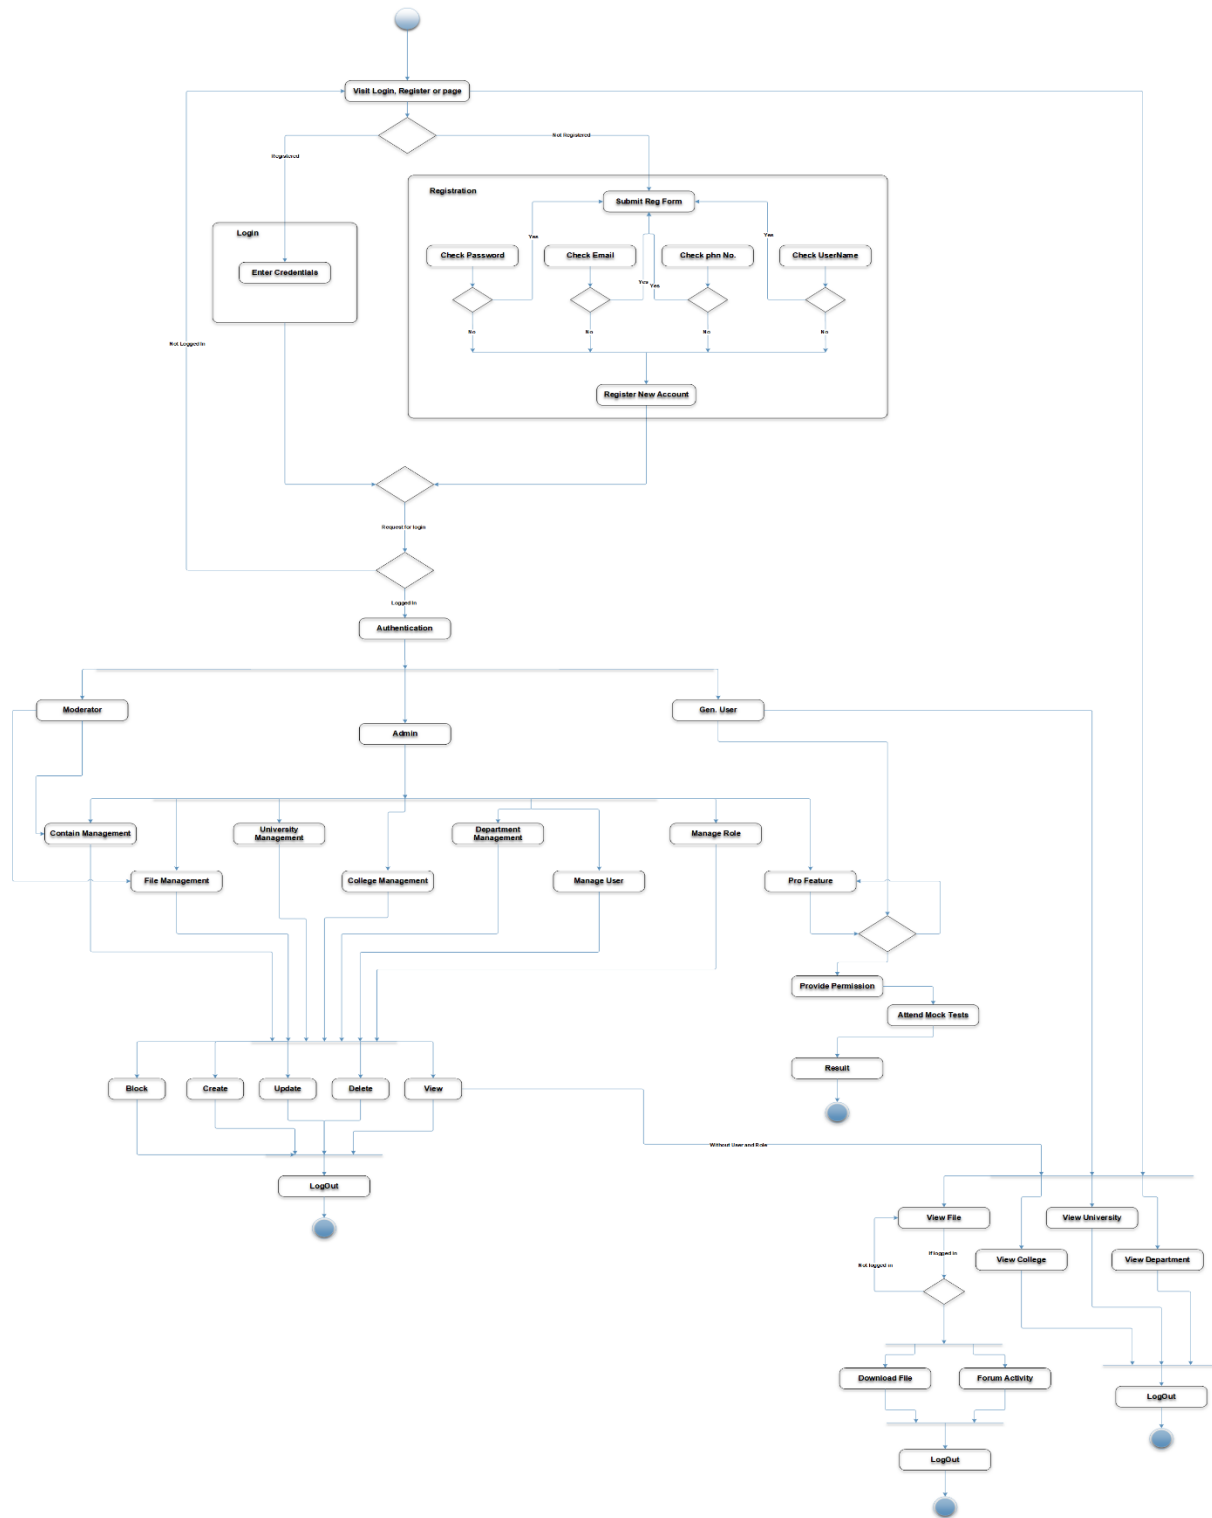 Visit Login, Register or page
Not Registered
Registered
Registration
Submit Reg Form
Login
Yes
Yes
Check Password
Check Email
Check phn No.
Check UserName
Enter Credentials
Yes
Yes
No
No
No
No
Not Logged In
Register New Account
Request for login
Logged In
Authentication
Moderator
Gen. User
Admin
Contain Management
University
Management
Department
Management
Manage Role
File Management
College Management
Manage User
Pro Feature
Provide Permission
Attend Mock Tests
Result
Block
Create
Update
Delete
View
Without User and Role
LogOut
View File
View University
If logged in
Not logged in
View College
View Department
Download File
Forum Activity
LogOut
LogOut